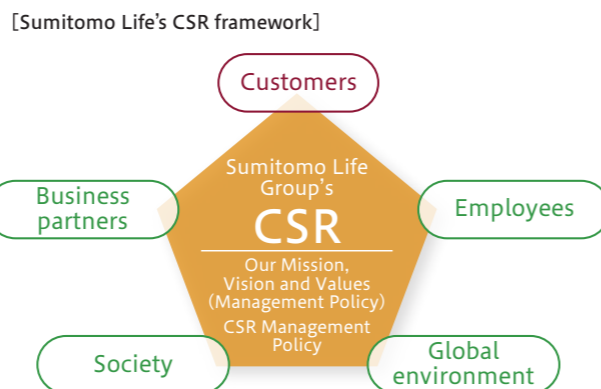 [Sumitomo Life's CSR framework]
Customers
Business
partners
Sumitomo Life
Group's
CSR
Our Mission,
Vision and Values
(Management Policy)
CSR Management
Policy
Employees
Society
Global
environment